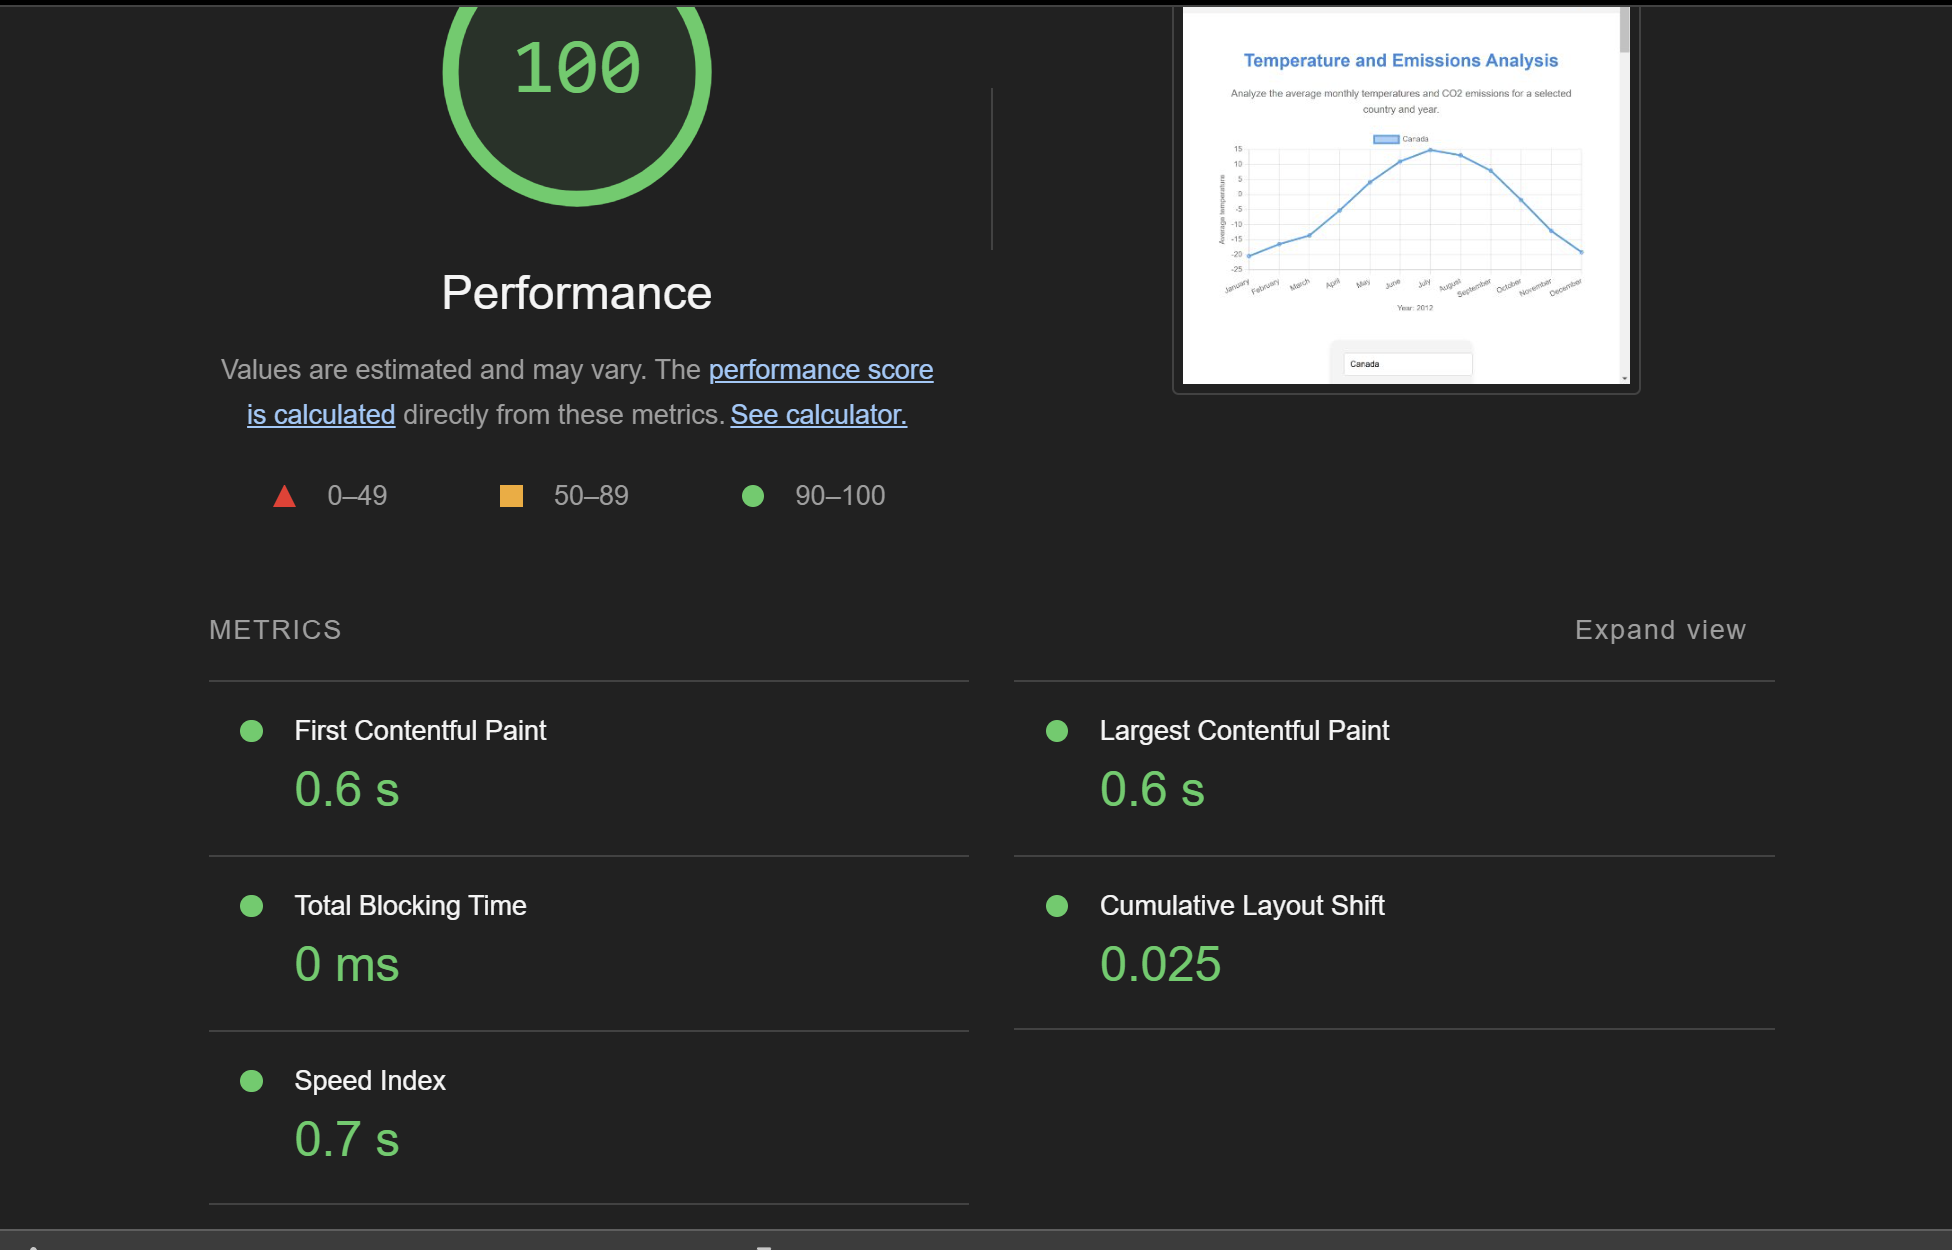 100
Performance
Values are estimated and may vary. The performance score
is calculated directly from these metrics. See calculator.
0–49
50–89
90–100
Temperature and Emissions Analysis
Analyze the average monthly temperatures and CO2 emissions for a selected
country and year.
Canada
Average temperature
15
10
5
0
-5
-10
-15
-20
-25
January February March April May June July August September October November December
Year: 2012
Canada
METRICS
Expand view
First Contentful Paint
0.6 s
Largest Contentful Paint
0.6 s
Total Blocking Time
0 ms
Cumulative Layout Shift
0.025
Speed Index
0.7 s